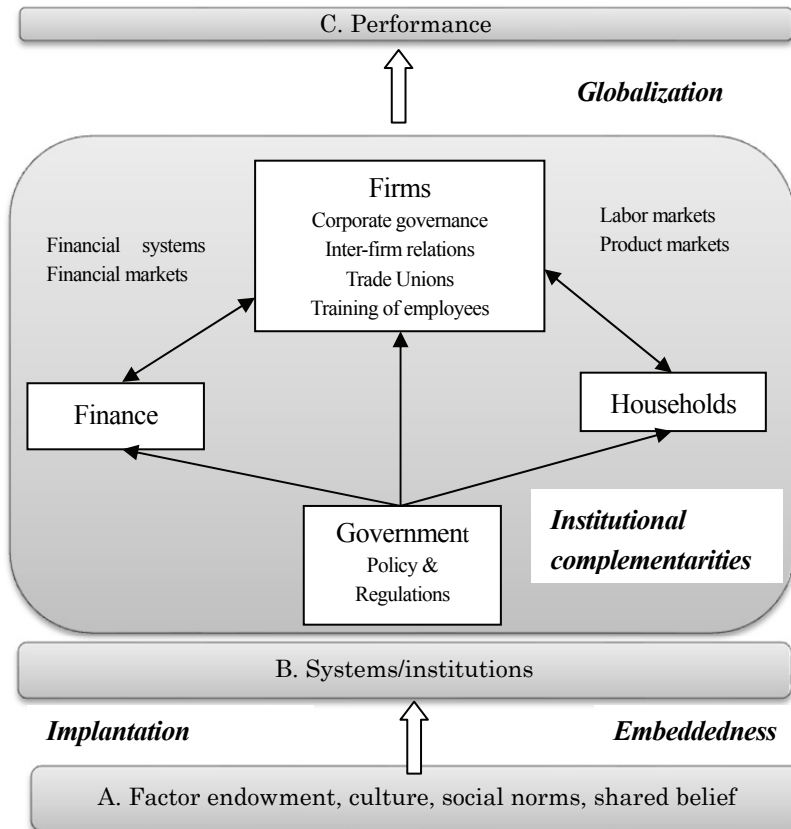 C. Performance
Globalization
Firms
Corporate governance
Inter-firm relations
Trade Unions
Training of employees
Financial systems
Financial markets
Labor markets
Product markets
Finance
Households
Government
Policy &
Regulations
Institutional
complementarities
B. Systems/institutions
Implantation
Embeddedness
A. Factor endowment, culture, social norms, shared belief